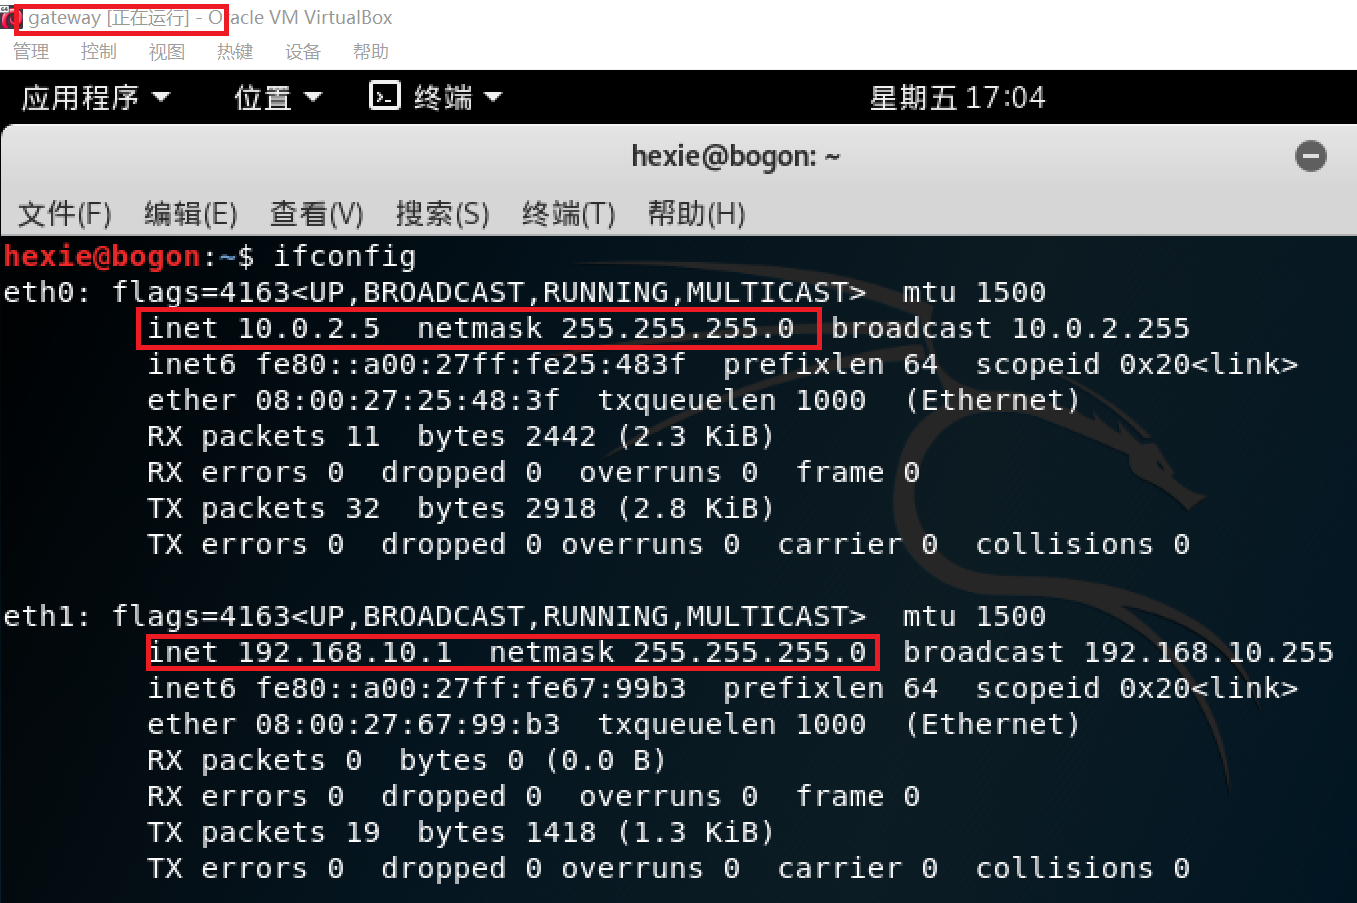 gateway [正在运行] - Oracle VM VirtualBox
管理 控制 视图 热键 设备 帮助
应用程序 位置 终端 星期五 17:04
hexie@bogon: ~
文件(F) 编辑(E) 查看(V) 搜索(S) 终端(T) 帮助(H)
hexie@bogon:~$ ifconfig
eth0: flags=4163<UP,BROADCAST,RUNNING,MULTICAST>  mtu 1500
inet 10.0.2.5  netmask 255.255.255.0  broadcast 10.0.2.255
inet6 fe80::a00:27ff:fe25:483f  prefixlen 64  scopeid 0x20<link>
ether 08:00:27:25:48:3f  txqueuelen 1000  (Ethernet)
RX packets 11  bytes 2442 (2.3 KiB)
RX errors 0  dropped 0  overruns 0  frame 0
TX packets 32  bytes 2918 (2.8 KiB)
TX errors 0  dropped 0 overruns 0  carrier 0  collisions 0
eth1: flags=4163<UP,BROADCAST,RUNNING,MULTICAST>  mtu 1500
inet 192.168.10.1  netmask 255.255.255.0  broadcast 192.168.10.255
inet6 fe80::a00:27ff:fe67:99b3  prefixlen 64  scopeid 0x20<link>
ether 08:00:27:67:99:b3  txqueuelen 1000  (Ethernet)
RX packets 0  bytes 0 (0.0 B)
RX errors 0  dropped 0  overruns 0  frame 0
TX packets 19  bytes 1418 (1.3 KiB)
TX errors 0  dropped 0 overruns 0  carrier 0  collisions 0